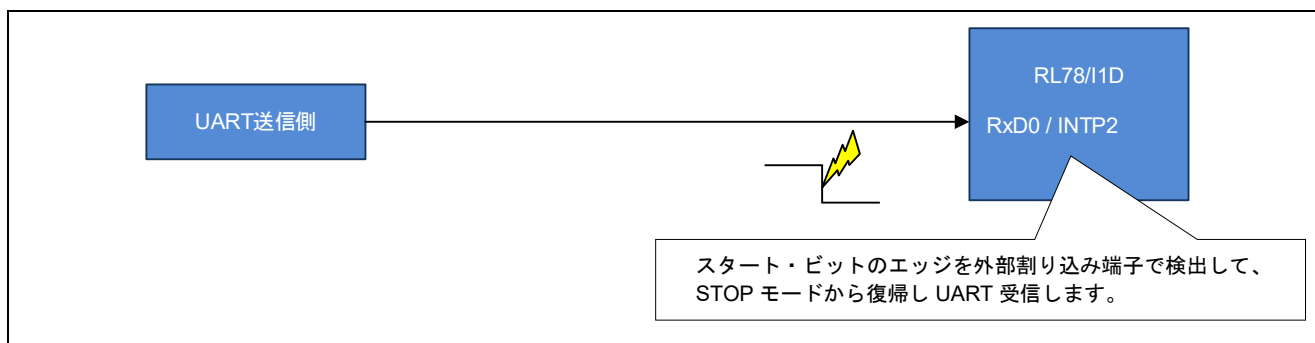 RL78/I1D
UART送信側
RxD0 / INTP2
スタート・ビットのエッジを外部割り込み端子で検出して、
STOP モードから復帰し UART 受信します。